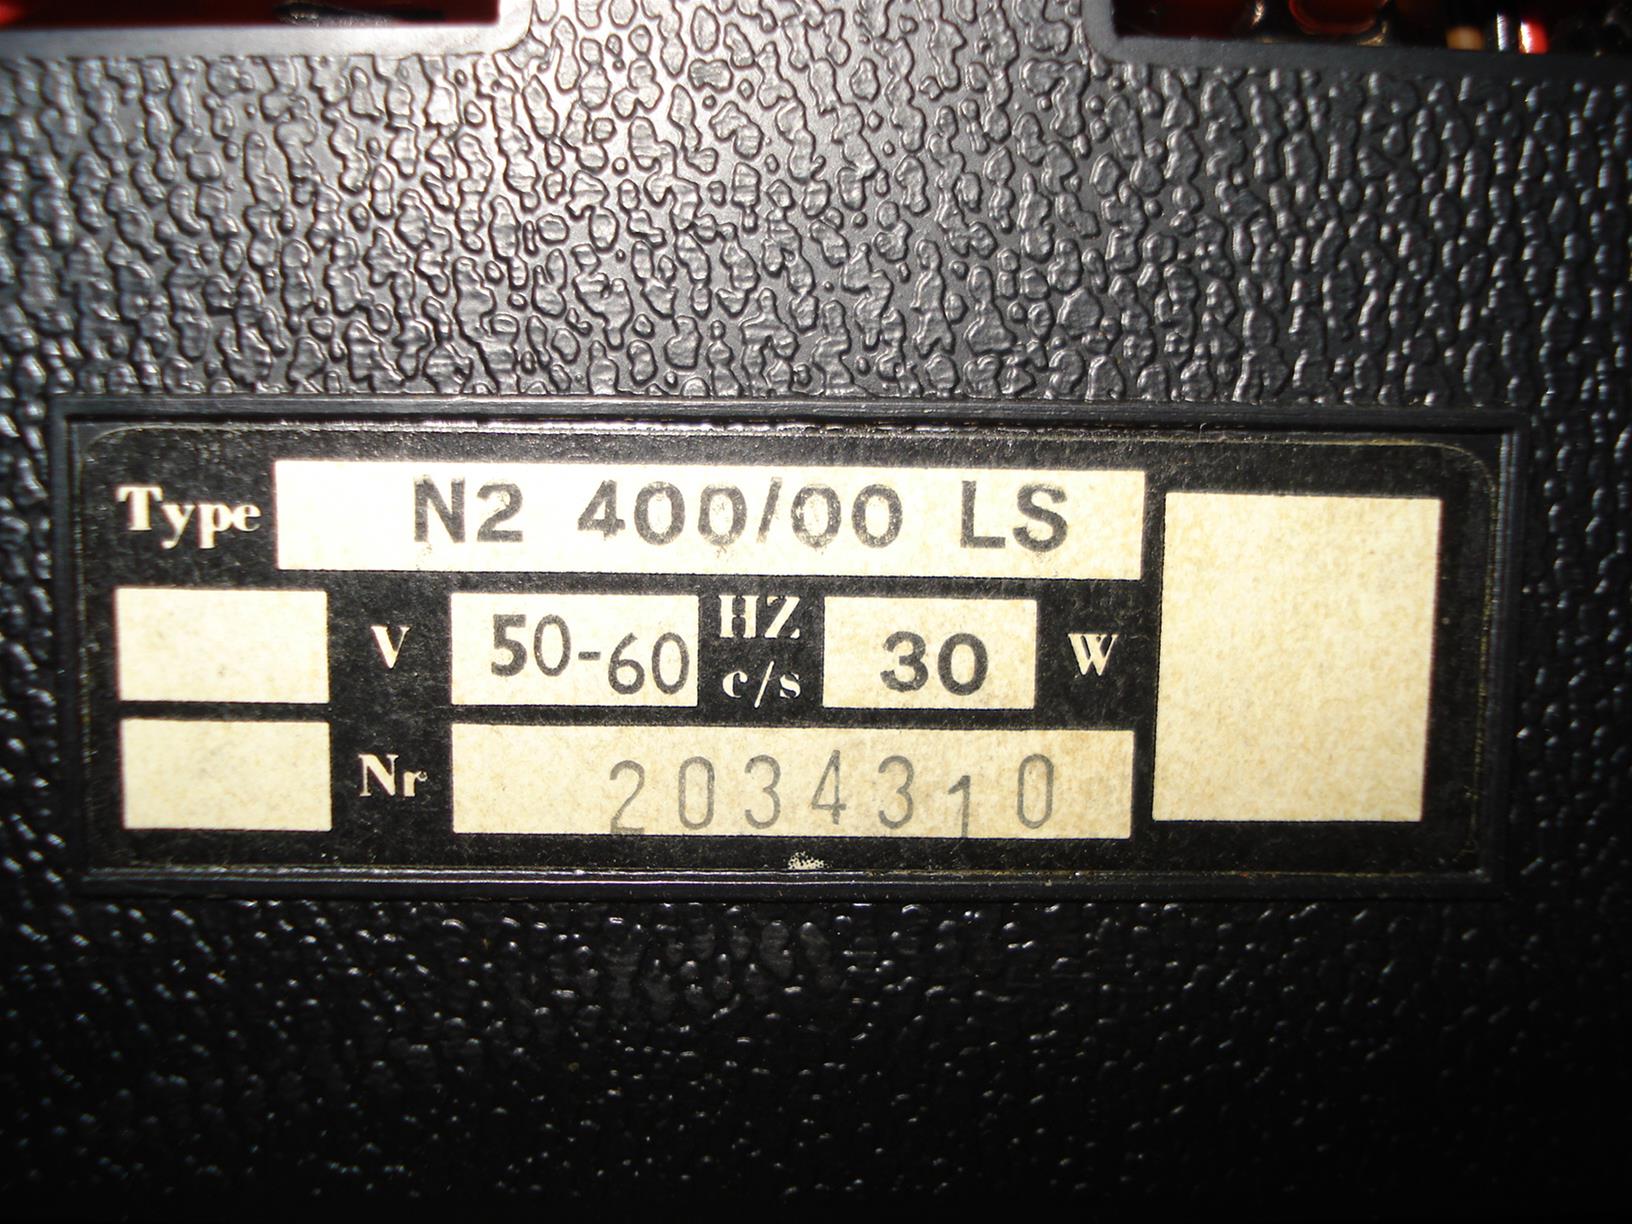 Type N2 400/00 LS
V 50-60 HZ c/s 30 W
Nr 2034310